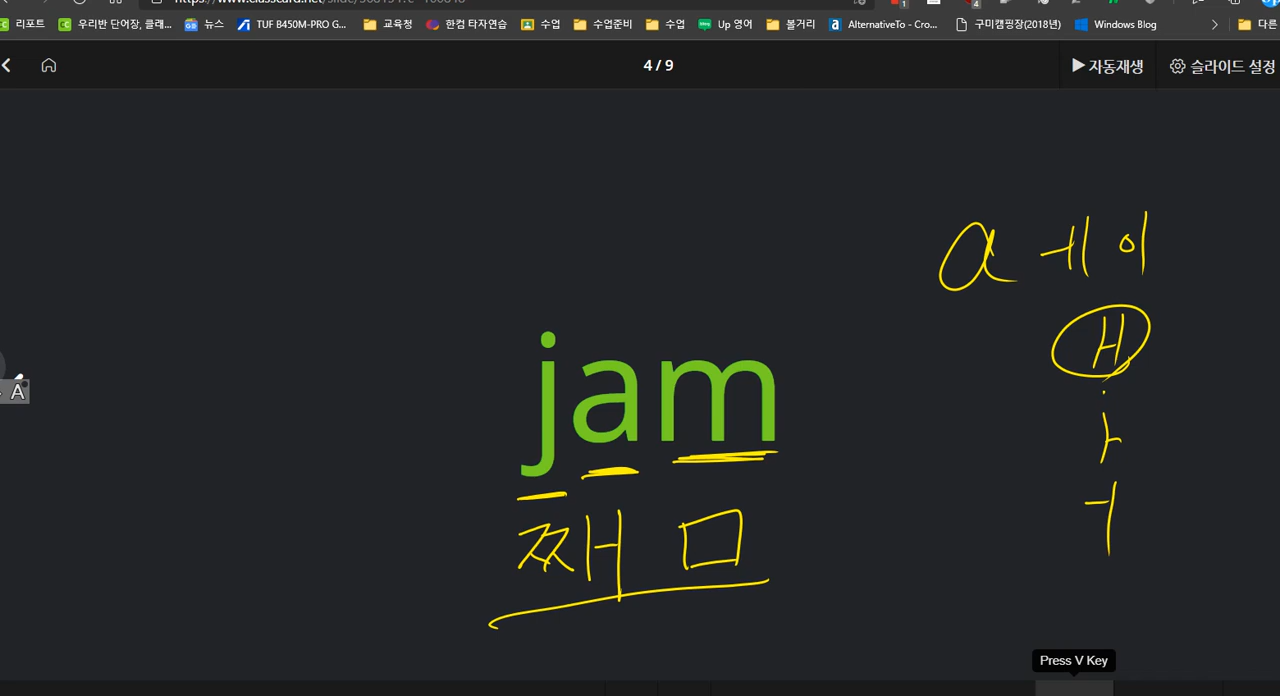 리포트 우리반 단어장, 클래... 뉴스 TUF B450M-PRO G... 교육청 한컴 타자연습 수업 수업준비 수업 Up 영어 볼거리 AlternativeTo - Cro... 구미캠핑장(2018년) Windows Blog 다른
4 / 9 자동재생 슬라이드 설정
a ㅔ이
ㅐ
ㅏ
ㅓ
A
jam
째 ㅁ
Press V Key